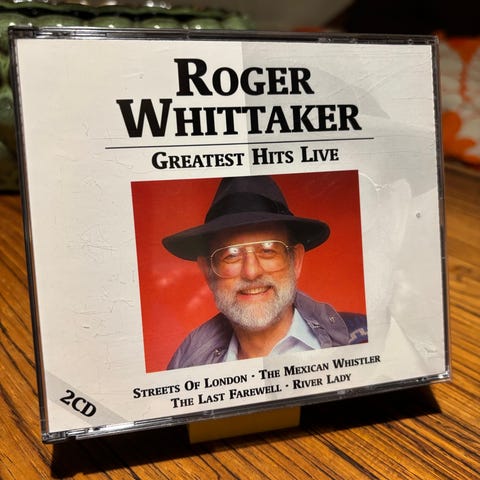 ROGER
WHITTAKER
GREATEST HITS LIVE
STREETS OF LONDON · THE MEXICAN WHISTLER
THE LAST FAREWELL · RIVER LADY
2CD